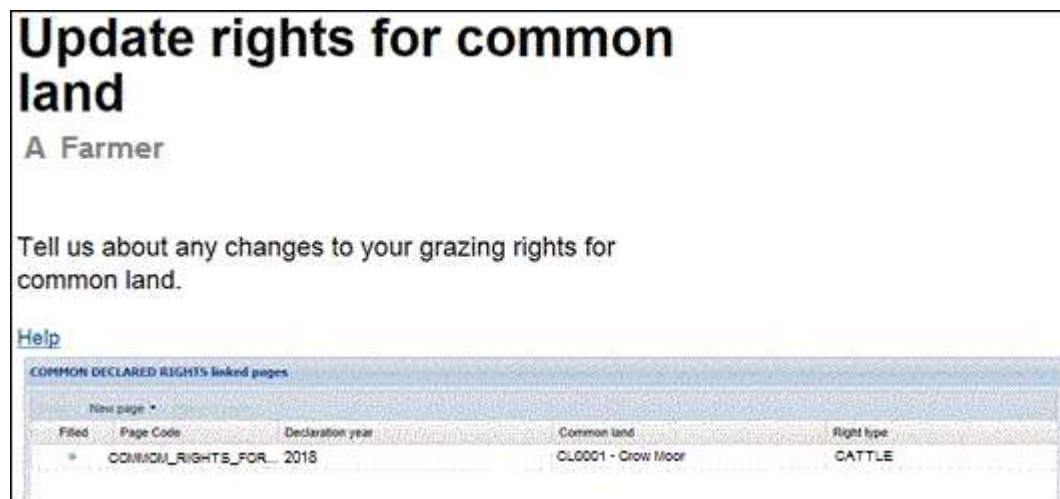 Update rights for common
land
A Farmer
Tell us about any changes to your grazing rights for
common land.
Help
COMMON DECLARED RIGHTS linked pages
New page
Filled Page Code Declaration year Common land Right type
COMMOM_RIGHTS_FOR... 2018 CL0001 - Crow Moor CATTLE